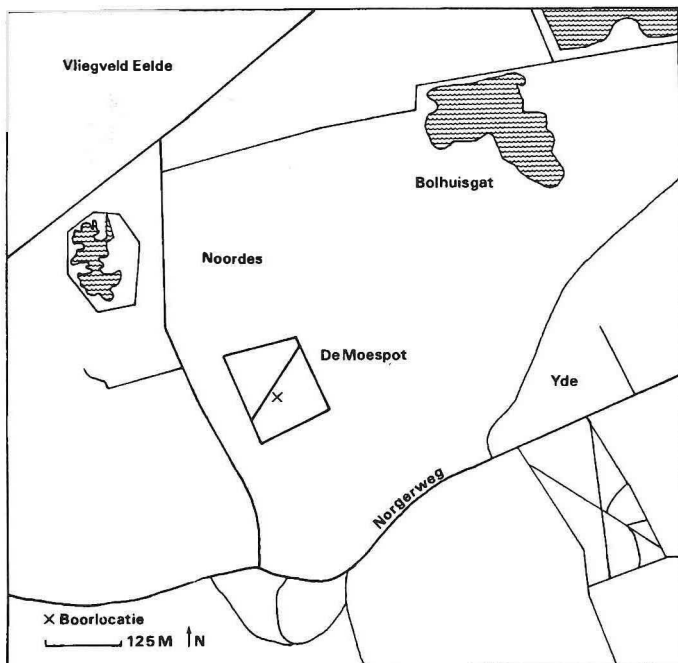 Vliegveld Eelde
Bolhuisgat
Noordes
De Moespot
Yde
Norgerweg
× Boorlocatie
125 M ↑N